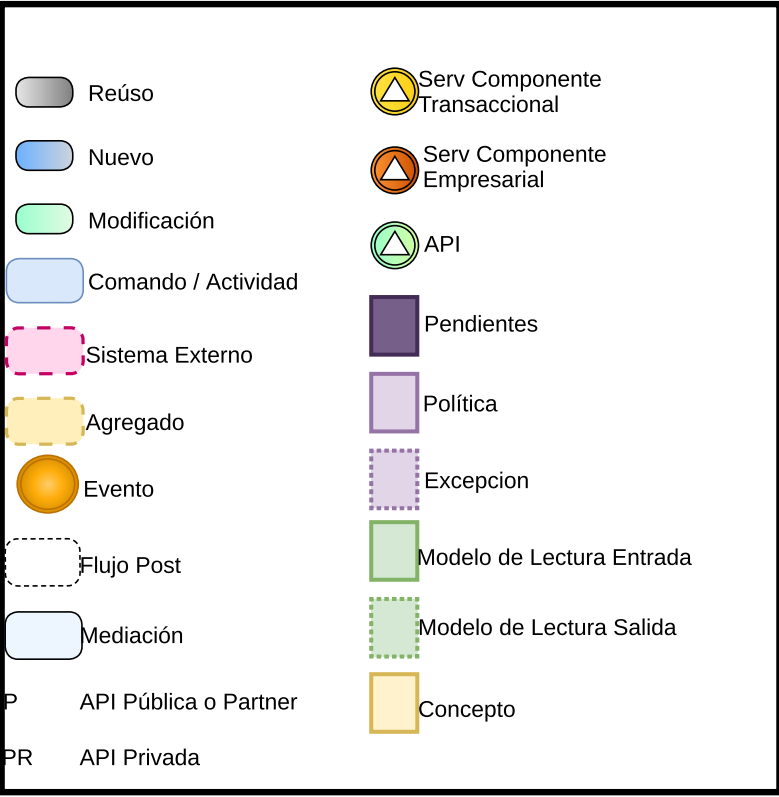 Reúso
Nuevo
Modificación
Comando / Actividad
Sistema Externo
Agregado
Evento
Flujo Post
Mediación
P API Pública o Partner
PR API Privada
Serv Componente
Transaccional
Serv Componente
Empresarial
API
Pendientes
Política
Excepcion
Modelo de Lectura Entrada
Modelo de Lectura Salida
Concepto